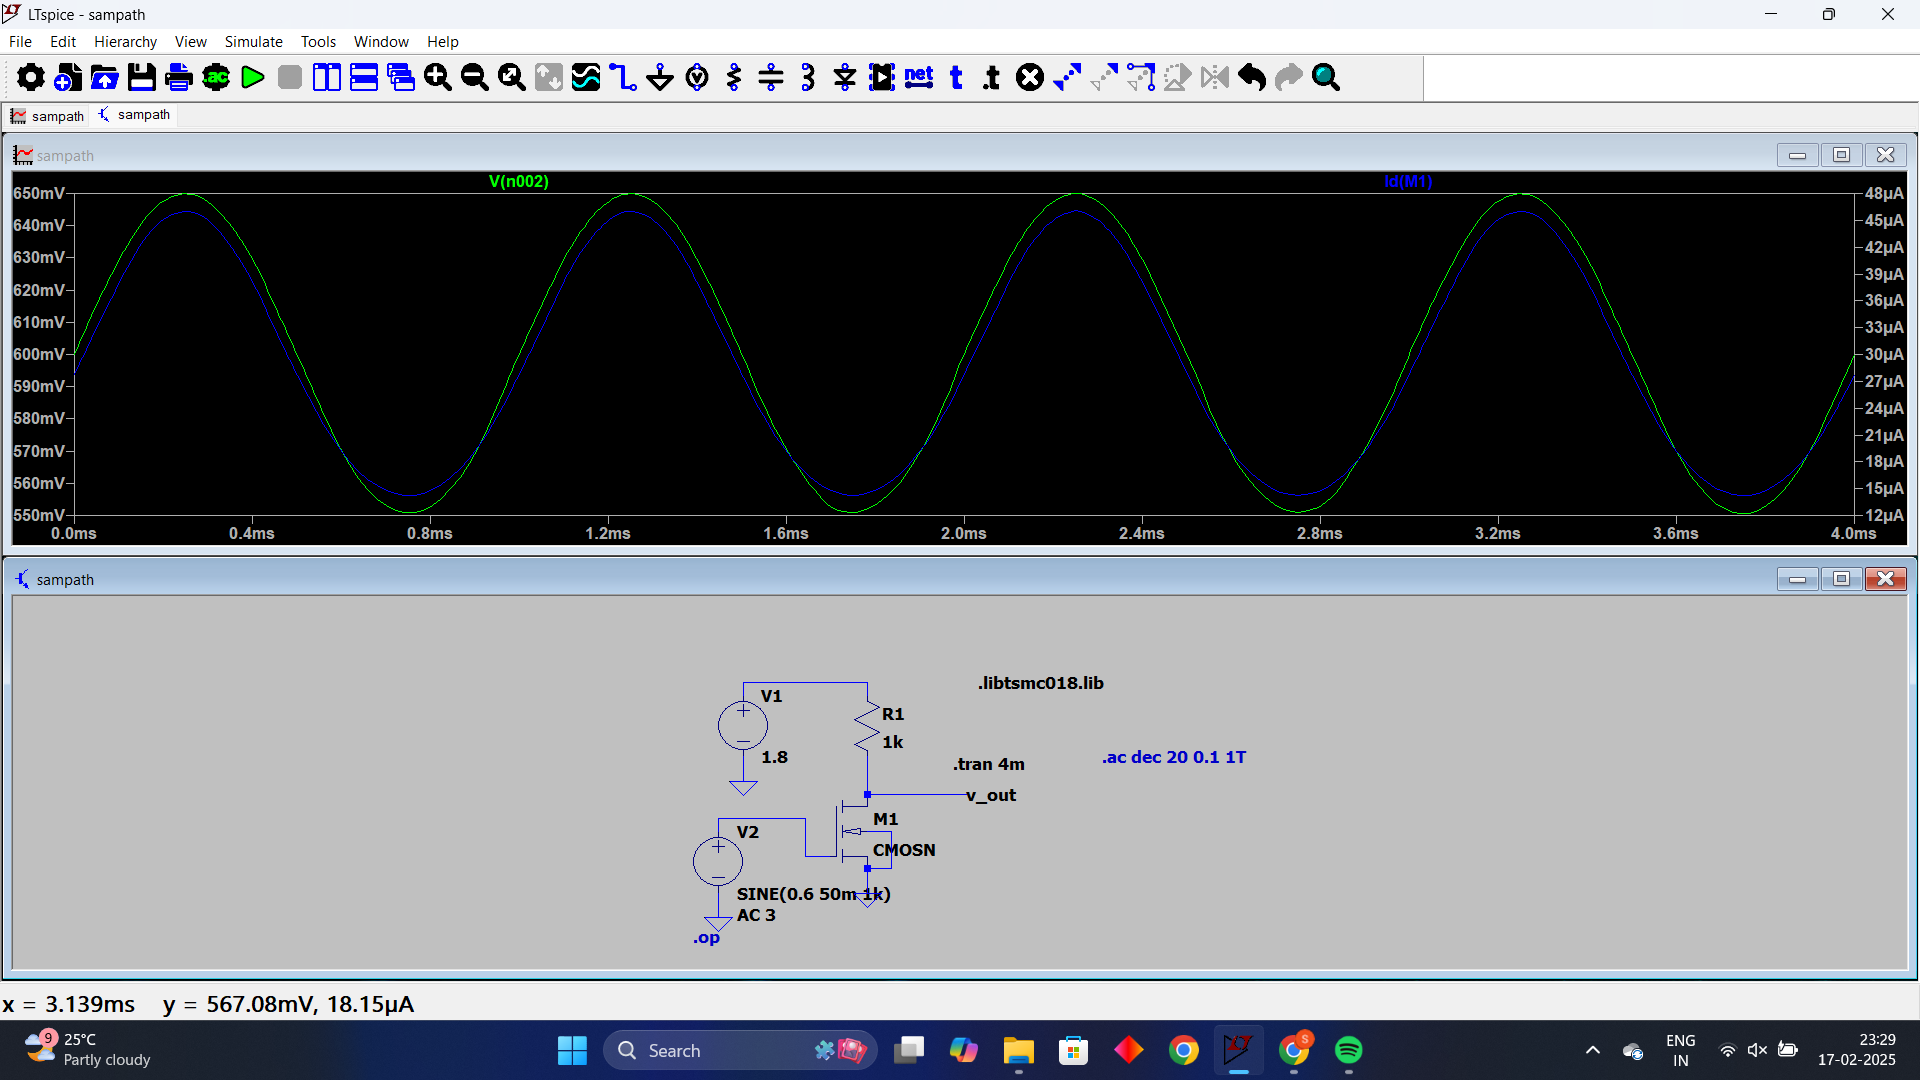 LTspice - sampath
File Edit Hierarchy View Simulate Tools Window Help
.ac net t .t
sampath sampath
sampath
V(n002) Id(M1)
650mV 48µA
640mV 45µA
630mV 42µA
620mV 39µA
610mV 36µA
33µA
600mV 30µA
590mV 27µA
580mV 24µA
570mV 21µA
560mV 18µA
15µA
550mV 12µA
0.0ms 0.4ms 0.8ms 1.2ms 1.6ms 2.0ms 2.4ms 2.8ms 3.2ms 3.6ms 4.0ms
sampath
.libtsmc018.lib
V1
R1
1k
1.8
.tran 4m
.ac dec 20 0.1 1T
v_out
M1
V2
CMOSN
SINE(0.6 50m 1k)
AC 3
.op
x = 3.139ms y = 567.08mV, 18.15µA
9
25°C
Partly cloudy
Search
S
ENG
IN
23:29
17-02-2025